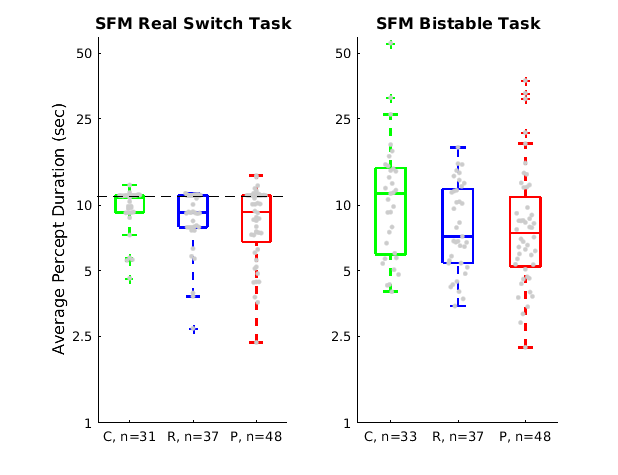 SFM Real Switch Task
SFM Bistable Task
Average Percept Duration (sec)
50
25
10
5
2.5
1
C, n=31
R, n=37
P, n=48
50
25
10
5
2.5
1
C, n=33
R, n=37
P, n=48